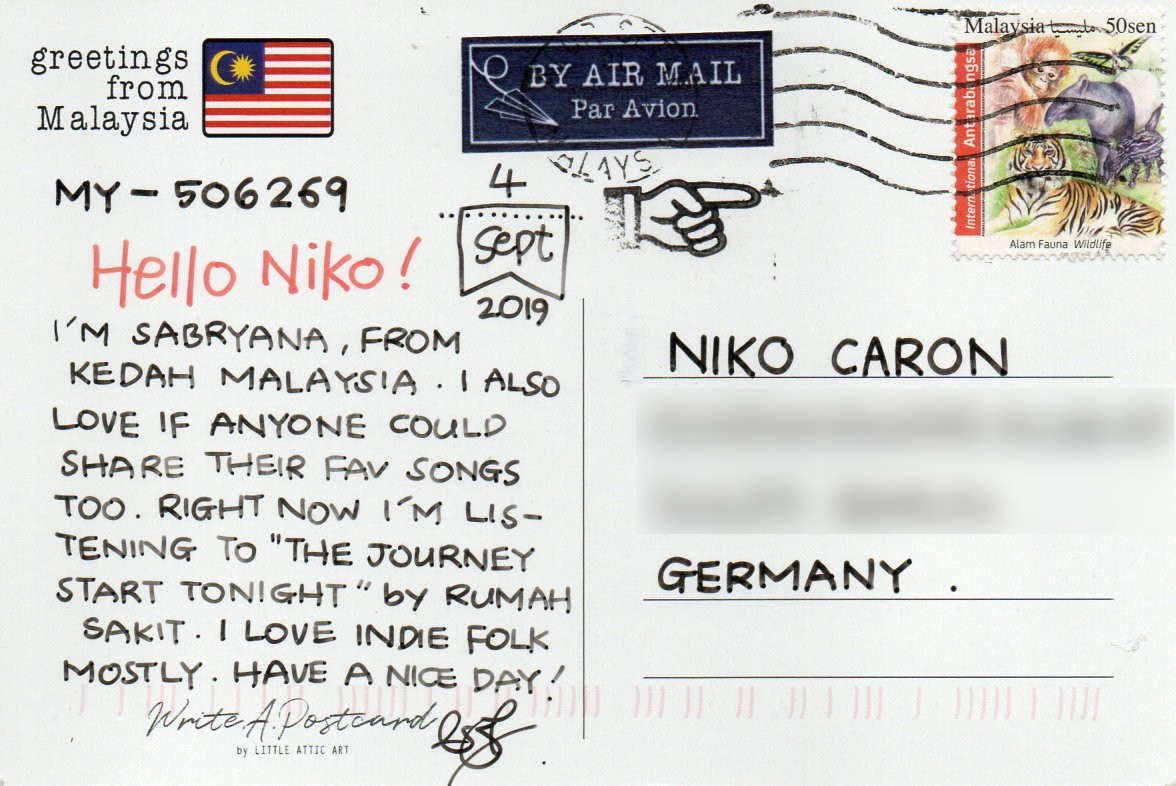 greetings
from
Malaysia
BY AIR MAIL
Par Avion
Malaysia مليسيا 50sen
International Antarabangsa
Alam Fauna Wildlife
ALAYS
MY - 506269
4
Sept
2019
Hello Niko!
I'M SABRYANA, FROM
KEDAH MALAYSIA. I ALSO
LOVE IF ANYONE COULD
SHARE THEIR FAV SONGS
TOO. RIGHT NOW I'M LIS-
TENING TO "THE JOURNEY
START TONIGHT" by RUMAH
SAKIT. I LOVE INDIE FOLK
MOSTLY. HAVE A NICE DAY!
Write.A.Postcard
by LITTLE ATTIC ART
NIKO CARON
GERMANY.